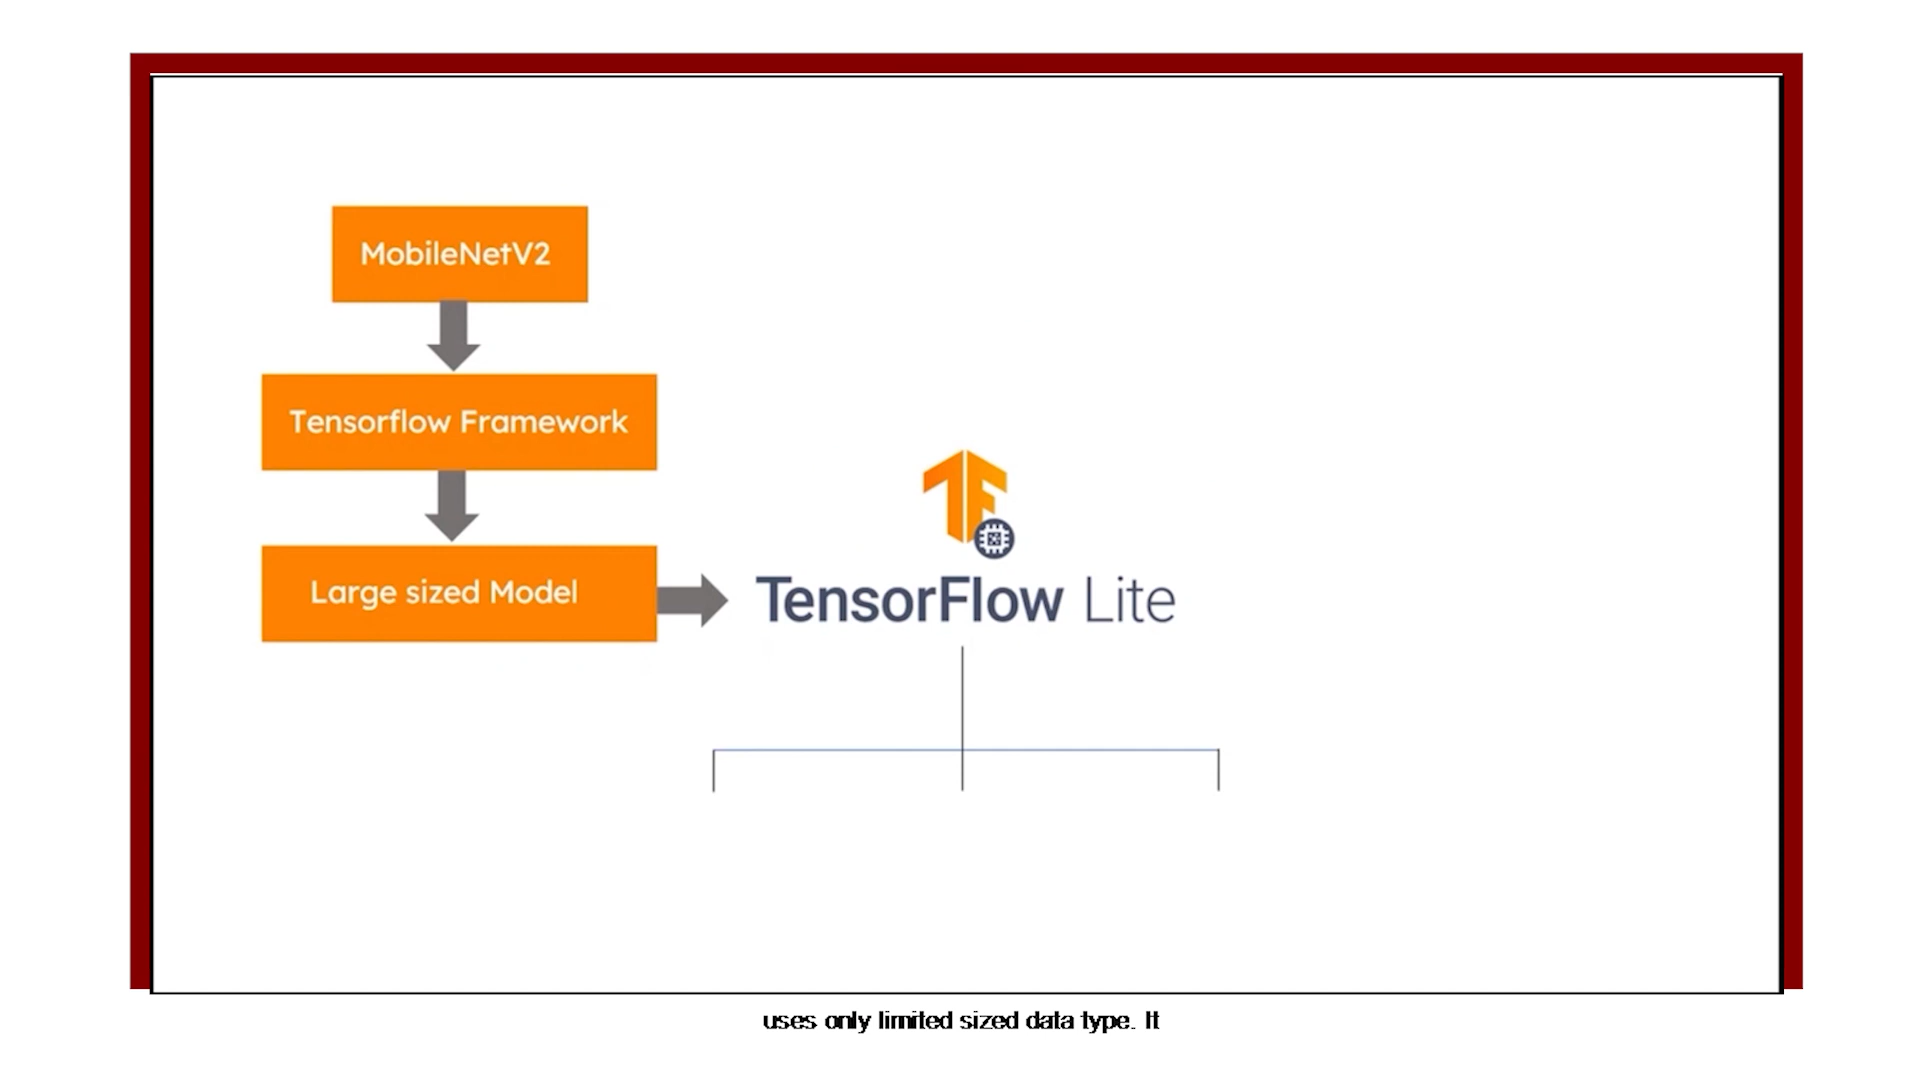 MobileNetV2
Tensorflow Framework
Large sized Model
TensorFlow Lite
uses only limited sized data type. It